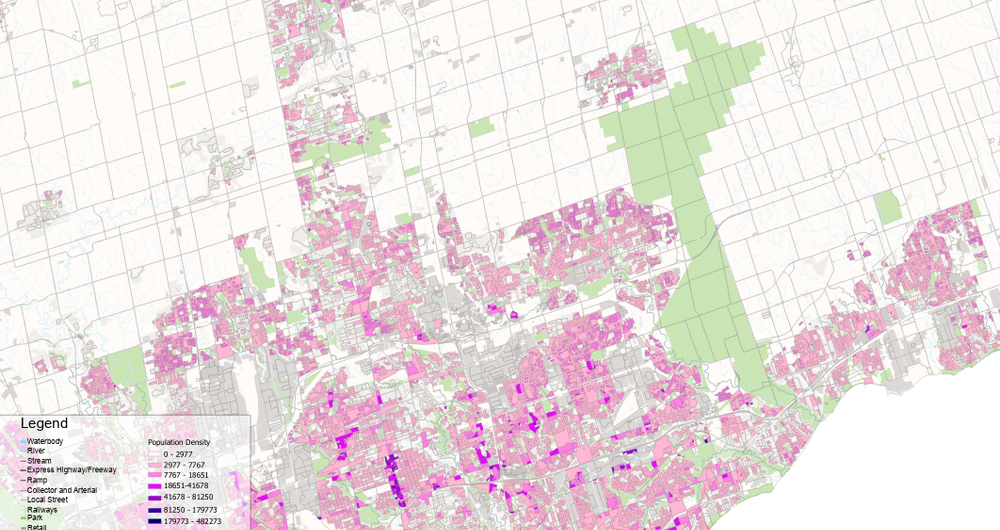 Legend
Waterbody
River
Stream
Express Highway/Freeway
Ramp
Collector and Arterial
Local Street
Railways
Park
Retail
Population Density
0 - 2977
2977 - 7767
7767 - 18651
18651-41678
41678 - 81250
81250 - 179773
179773 - 482273